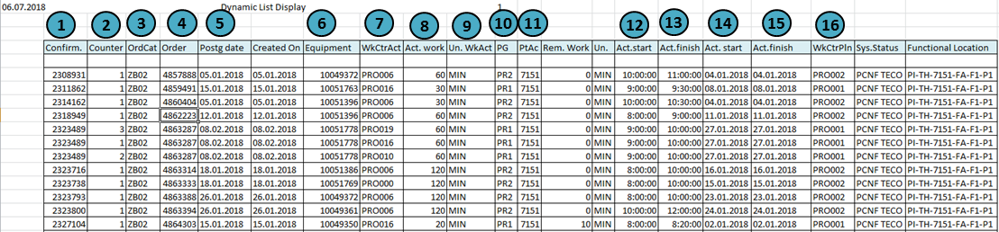 06.07.2018 Dynamic List Display 1
1 2 3 4 5 6 7 8 9 10 11 12 13 14 15 16
Confirm. Counter OrdCat Order Postg date Created On Equipment WkCtrAct Act. work Un. WkAct PG PtAc Rem. Work Un. Act.start Act.finish Act. start Act.finish WkCtrPln Sys.Status Functional Location
2308931 1 ZB02 4857888 05.01.2018 05.01.2018 10049372 PRO006 60 MIN PR2 7151 0 MIN 10:00:00 11:00:00 04.01.2018 04.01.2018 PRO002 PCNF TECO PI-TH-7151-FA-F1-P1
2311862 1 ZB02 4859491 15.01.2018 15.01.2018 10051763 PRO016 30 MIN PR1 7151 0 MIN 9:00:00 9:30:00 08.01.2018 08.01.2018 PRO001 PCNF TECO PI-TH-7151-FA-F1-P1
2314162 1 ZB02 4860404 05.01.2018 05.01.2018 10051396 PRO006 30 MIN PR2 7151 0 MIN 10:00:00 10:30:00 04.01.2018 04.01.2018 PRO002 PCNF TECO PI-TH-7151-FA-F1-P1
2318949 1 ZB02 4862223 12.01.2018 12.01.2018 10051396 PRO006 60 MIN PR2 7151 0 MIN 8:00:00 9:00:00 11.01.2018 11.01.2018 PRO002 PCNF TECO PI-TH-7151-FA-F1-P1
2323489 3 ZB02 4863287 08.02.2018 08.02.2018 10051778 PRO019 60 MIN PR1 7151 0 MIN 9:00:00 10:00:00 27.01.2018 27.01.2018 PRO001 PCNF TECO PI-TH-7151-FA-F1-P1
2323489 1 ZB02 4863287 08.02.2018 08.02.2018 10051778 PRO016 60 MIN PR1 7151 0 MIN 9:00:00 10:00:00 27.01.2018 27.01.2018 PRO001 PCNF TECO PI-TH-7151-FA-F1-P1
2323489 2 ZB02 4863287 08.02.2018 08.02.2018 10051778 PRO010 60 MIN PR1 7151 0 MIN 9:00:00 10:00:00 27.01.2018 27.01.2018 PRO001 PCNF TECO PI-TH-7151-FA-F1-P1
2323716 1 ZB02 4863314 18.01.2018 18.01.2018 10051386 PRO006 120 MIN PR2 7151 0 MIN 8:00:00 10:00:00 16.01.2018 16.01.2018 PRO002 PCNF TECO PI-TH-7151-FA-F1-P1
2323738 1 ZB02 4863333 18.01.2018 18.01.2018 10051769 PRO000 120 MIN PR2 7151 0 MIN 8:00:00 10:00:00 15.01.2018 15.01.2018 PRO002 PCNF TECO PI-TH-7151-FA-F1-P1
2323793 1 ZB02 4863388 26.01.2018 26.01.2018 10049372 PRO006 120 MIN PR2 7151 0 MIN 8:00:00 10:00:00 23.01.2018 23.01.2018 PRO002 PCNF TECO PI-TH-7151-FA-F1-P1
2323800 1 ZB02 4863394 26.01.2018 26.01.2018 10049361 PRO006 120 MIN PR2 7151 0 MIN 10:00:00 12:00:00 24.01.2018 24.01.2018 PRO002 PCNF TECO PI-TH-7151-FA-F1-P1
2327104 1 ZB02 4864303 15.01.2018 15.01.2018 10049350 PRO016 20 MIN PR1 7151 10 MIN 8:00:00 8:20:00 02.01.2018 02.01.2018 PRO001 PCNF TECO PI-TH-7151-FA-F1-P1